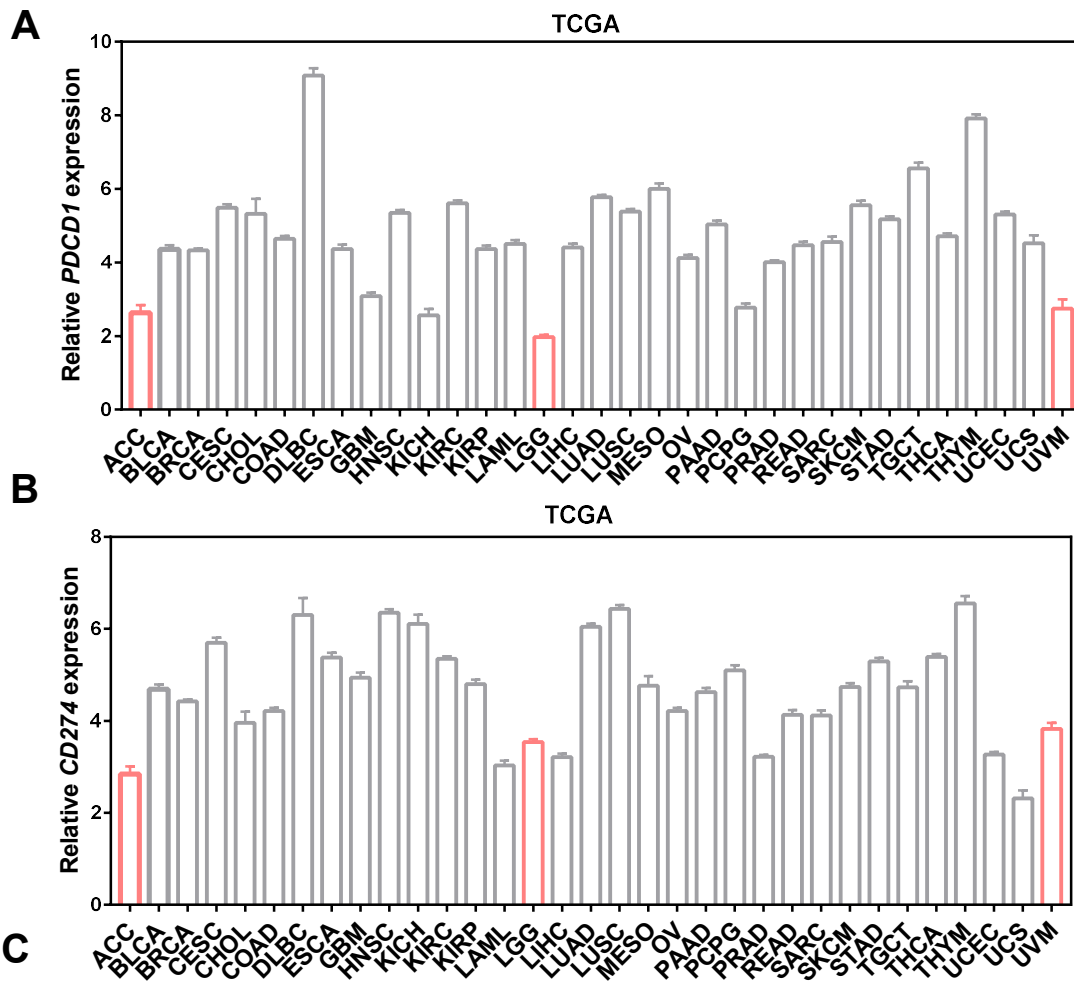 A
TCGA
Relative PDCD1 expression
10
8
6
4
2
0
ACC
BLCA
BRCA
CESC
CHOL
COAD
DLBC
ESCA
GBM
HNSC
KICH
KIRC
KIRP
LAML
LGG
LIHC
LUAD
LUSC
MESO
OV
PAAD
PCPG
PRAD
READ
SARC
SKCM
STAD
TGCT
THCA
THYM
UCEC
UCS
UVM
B
TCGA
Relative CD274 expression
8
6
4
2
0
ACC
BLCA
BRCA
CESC
CHOL
COAD
DLBC
ESCA
GBM
HNSC
KICH
KIRC
KIRP
LAML
LGG
LIHC
LUAD
LUSC
MESO
OV
PAAD
PCPG
PRAD
READ
SARC
SKCM
STAD
TGCT
THCA
THYM
UCEC
UCS
UVM
C